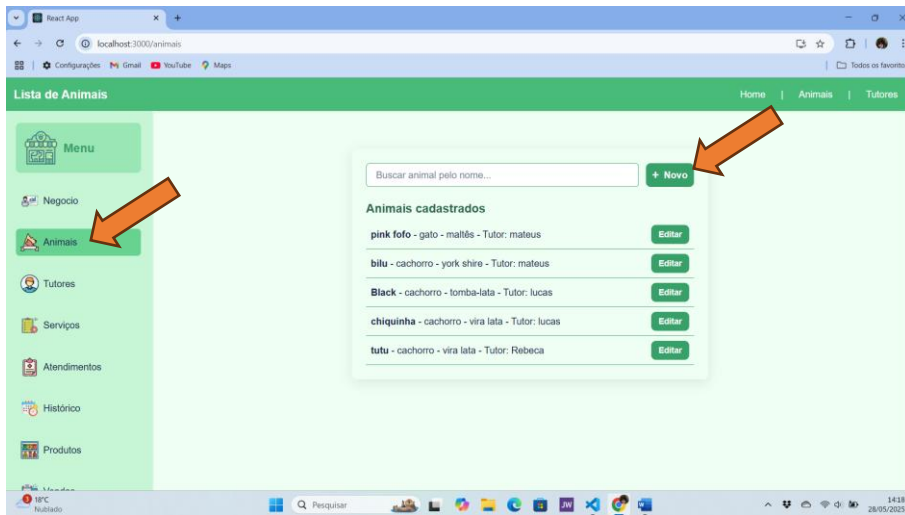 React App
localhost:3000/animais
Configurações Gmail YouTube Maps Todos os favorito
Lista de Animais Home | Animais | Tutores
Menu
Negocio
Animais
Tutores
Serviços
Atendimentos
Histórico
Produtos
Buscar animal pelo nome... + Novo
Animais cadastrados
pink fofo - gato - maltês - Tutor: mateus Editar
bilu - cachorro - york shire - Tutor: mateus Editar
Black - cachorro - tomba-lata - Tutor: lucas Editar
chiquinha - cachorro - vira lata - Tutor: lucas Editar
tutu - cachorro - vira lata - Tutor: Rebeca Editar
18°C
Nublado
Pesquisar
JW
14:18
26/05/2025